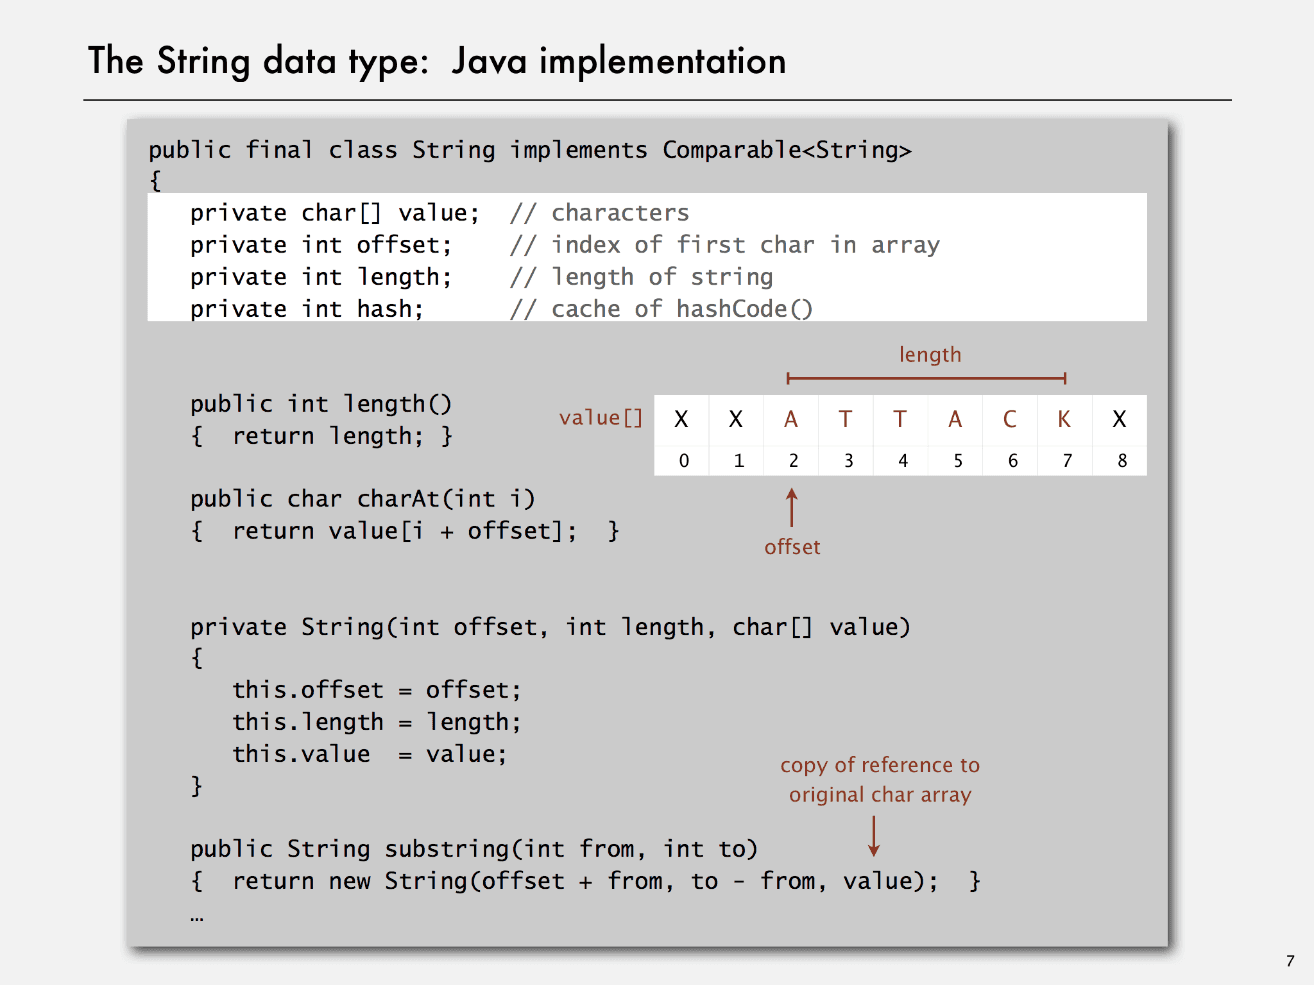 The String data type: Java implementation
public final class String implements Comparable<String>
{
private char[] value; // characters
private int offset; // index of first char in array
private int length; // length of string
private int hash; // cache of hashCode()
length
public int length()
{ return length; }
value[] X X A T T A C K X
0 1 2 3 4 5 6 7 8
public char charAt(int i)
{ return value[i + offset]; }
offset
private String(int offset, int length, char[] value)
{
this.offset = offset;
this.length = length;
this.value = value;
}
copy of reference to
original char array
public String substring(int from, int to)
{ return new String(offset + from, to - from, value); }
…
7